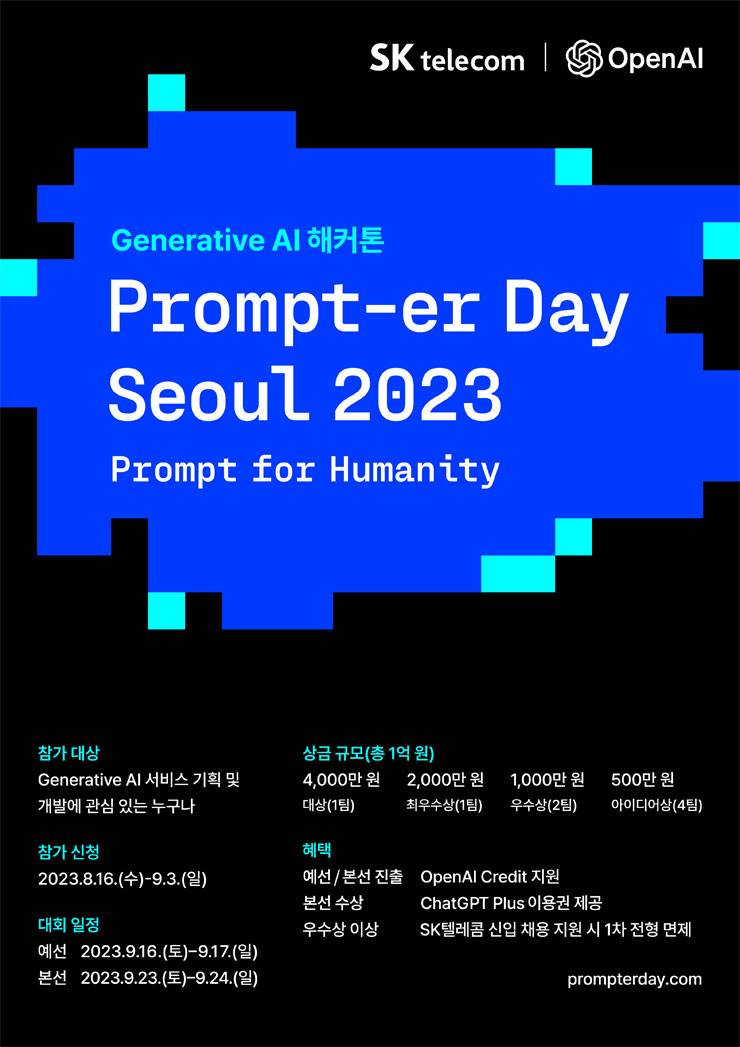 SK telecom | OpenAI
Generative AI 해커톤
Prompt-er Day
Seoul 2023
Prompt for Humanity
참가 대상
Generative AI 서비스 기획 및
개발에 관심 있는 누구나
참가 신청
2023.8.16.(수)-9.3.(일)
대회 일정
예선 2023.9.16.(토)–9.17.(일)
본선 2023.9.23.(토)–9.24.(일)
상금 규모(총 1억 원)
4,000만 원 2,000만 원 1,000만 원 500만 원
대상(1팀) 최우수상(1팀) 우수상(2팀) 아이디어상(4팀)
혜택
예선 / 본선 진출 OpenAI Credit 지원
본선 수상 ChatGPT Plus 이용권 제공
우수상 이상 SK텔레콤 신입 채용 지원 시 1차 전형 면제
prompterday.com